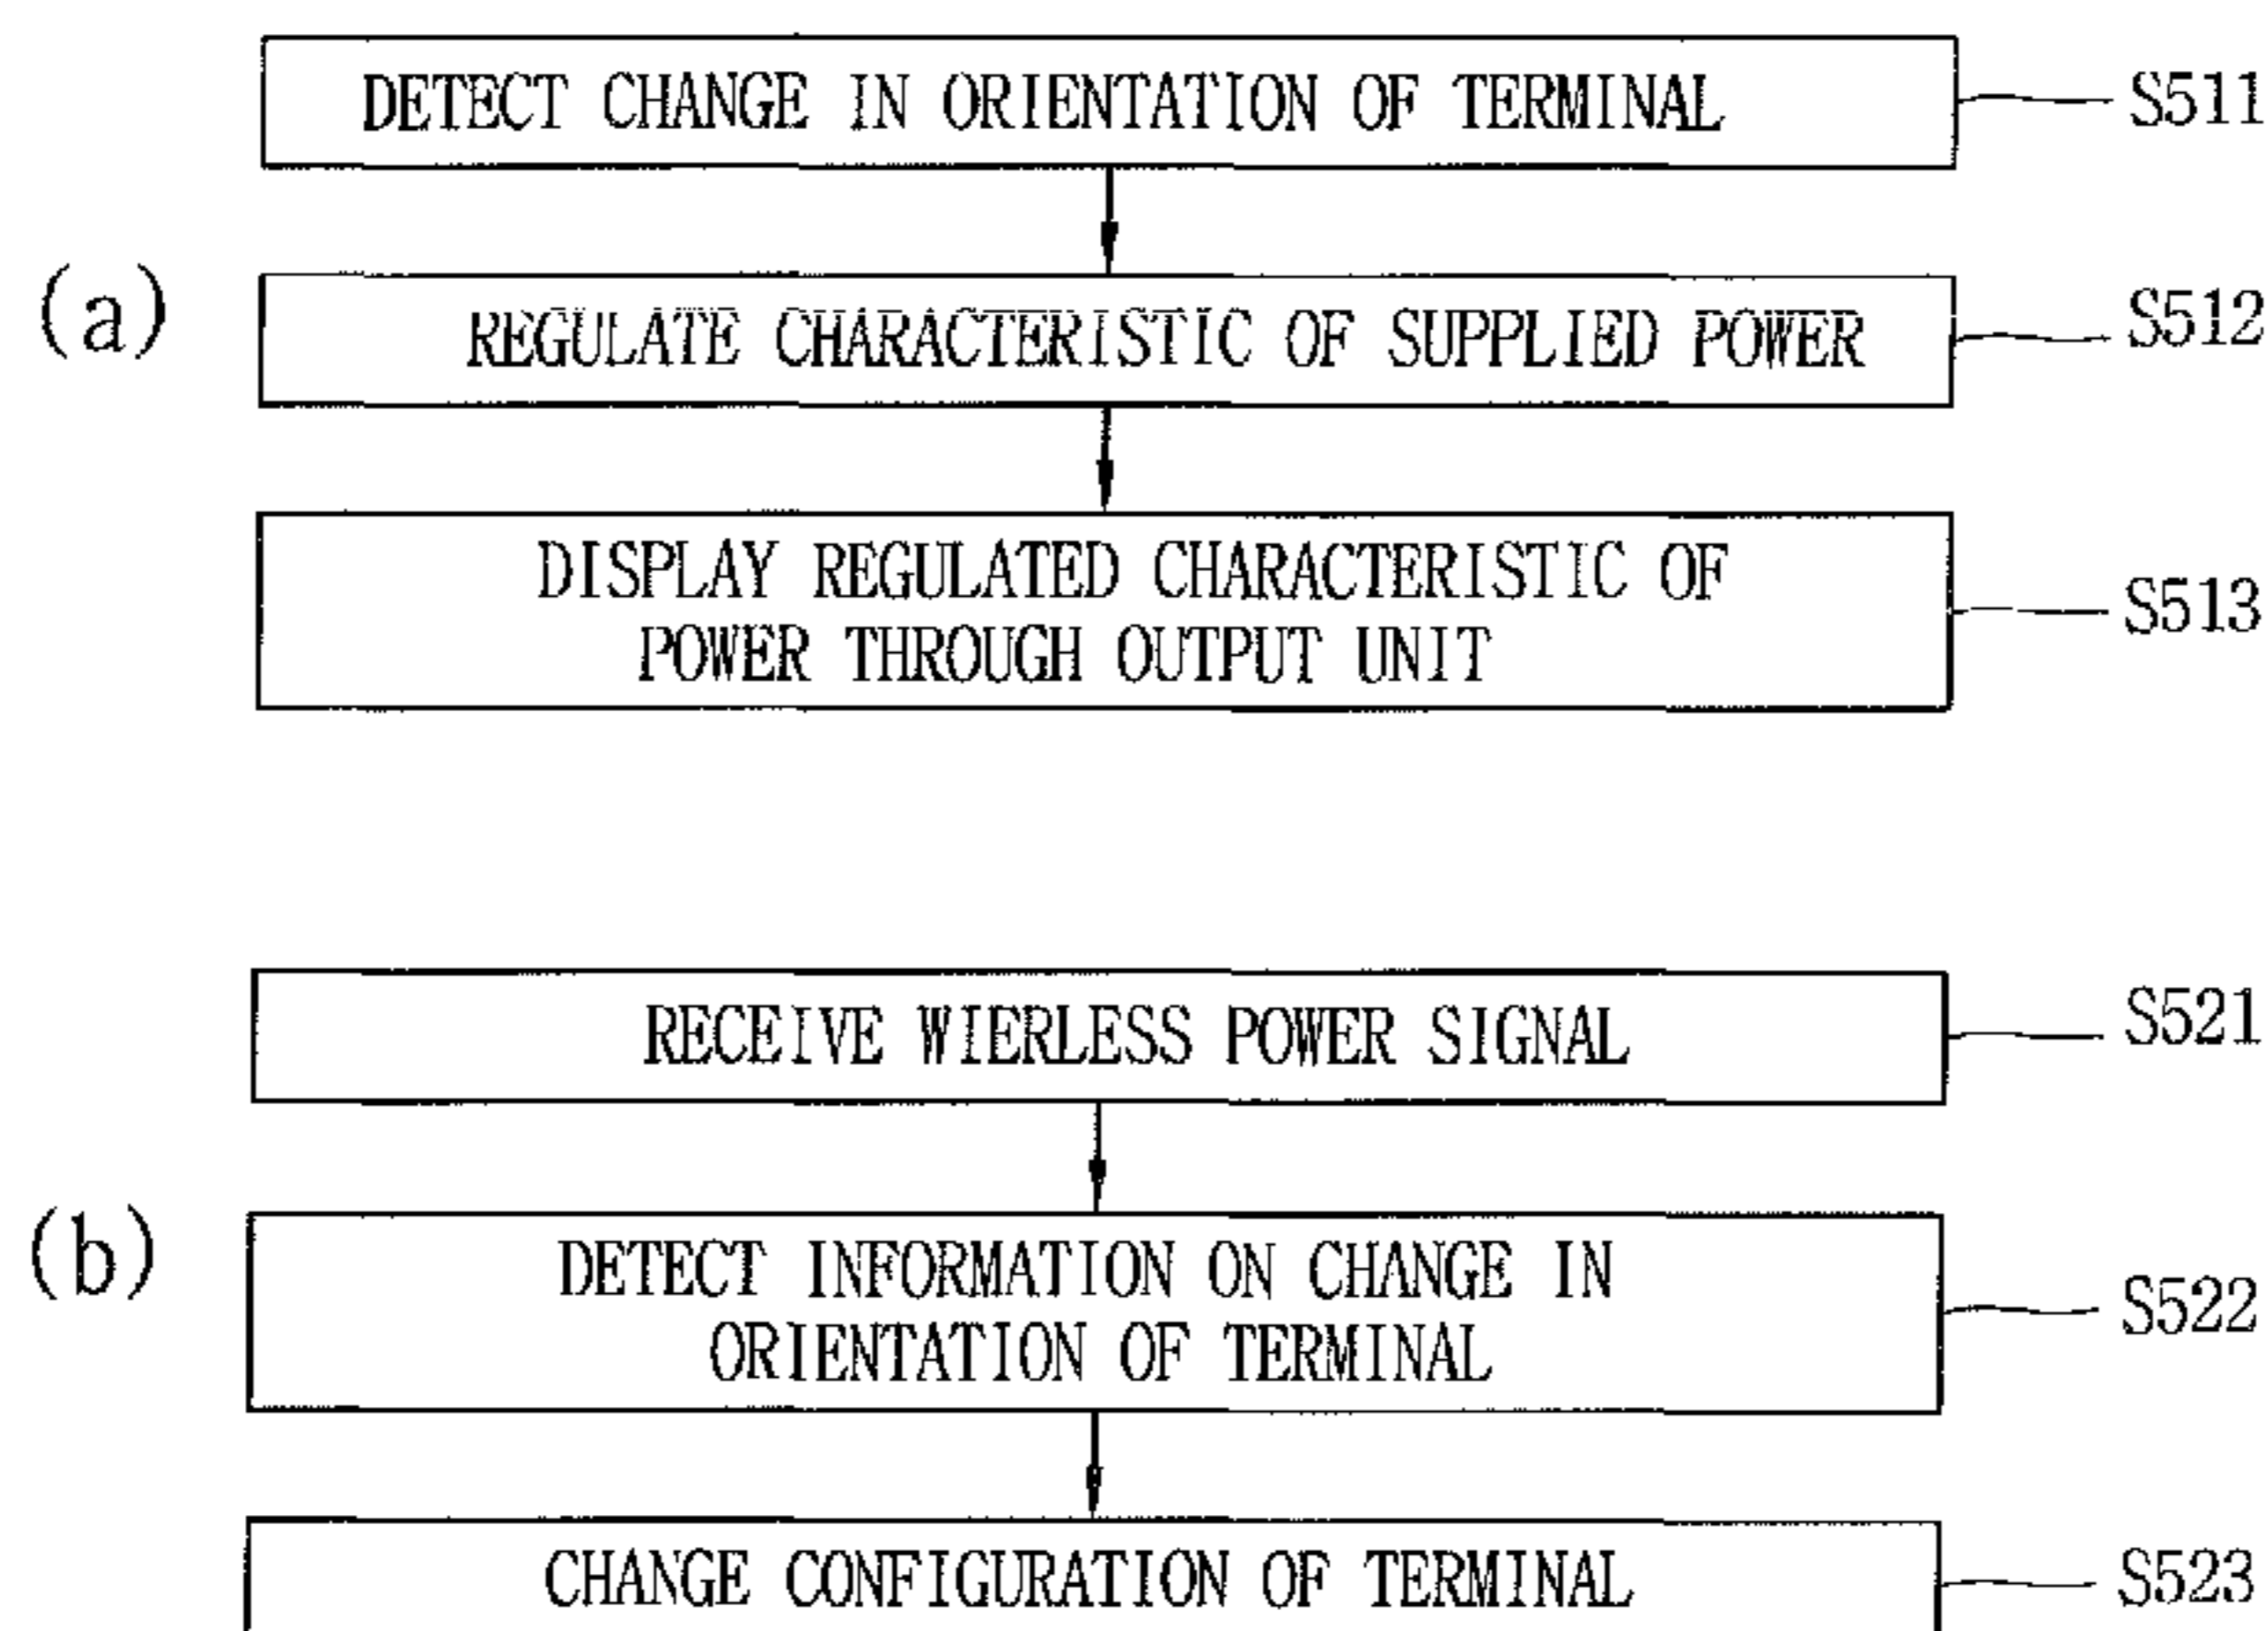 DETECT CHANGE IN ORIENTATION OF TERMINAL
S511
(a)
REGULATE CHARACTERISTIC OF SUPPLIED POWER
S512
DISPLAY REGULATED CHARACTERISTIC OF
POWER THROUGH OUTPUT UNIT
S513
RECEIVE WIERLESS POWER SIGNAL
S521
(b)
DETECT INFORMATION ON CHANGE IN
ORIENTATION OF TERMINAL
S522
CHANGE CONFIGURATION OF TERMINAL
S523